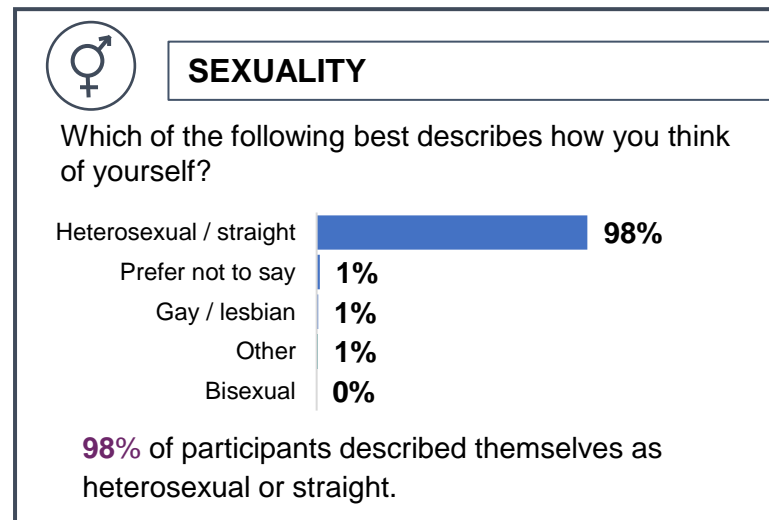 SEXUALITY
Which of the following best describes how you think
of yourself?
Heterosexual / straight 98%
Prefer not to say 1%
Gay / lesbian 1%
Other 1%
Bisexual 0%
98% of participants described themselves as
heterosexual or straight.